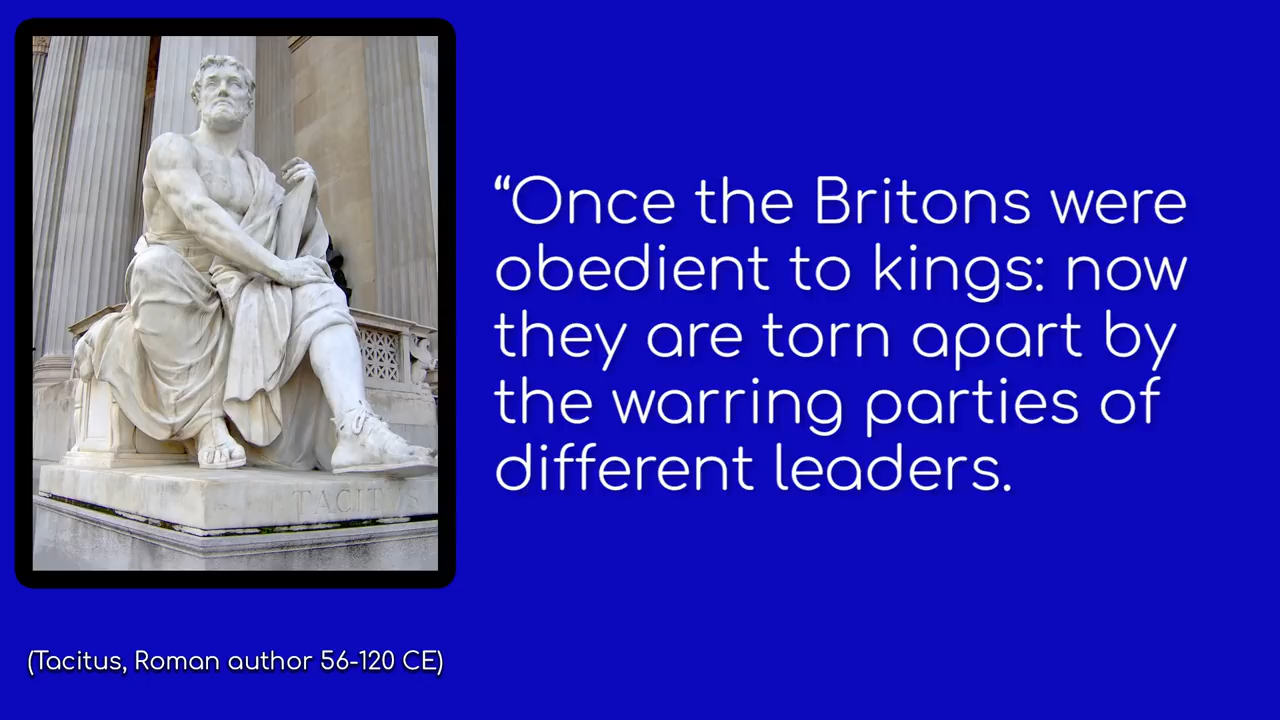 “Once the Britons were
obedient to kings: now
they are torn apart by
the warring parties of
different leaders.
TACITUS
(Tacitus, Roman author 56-120 CE)